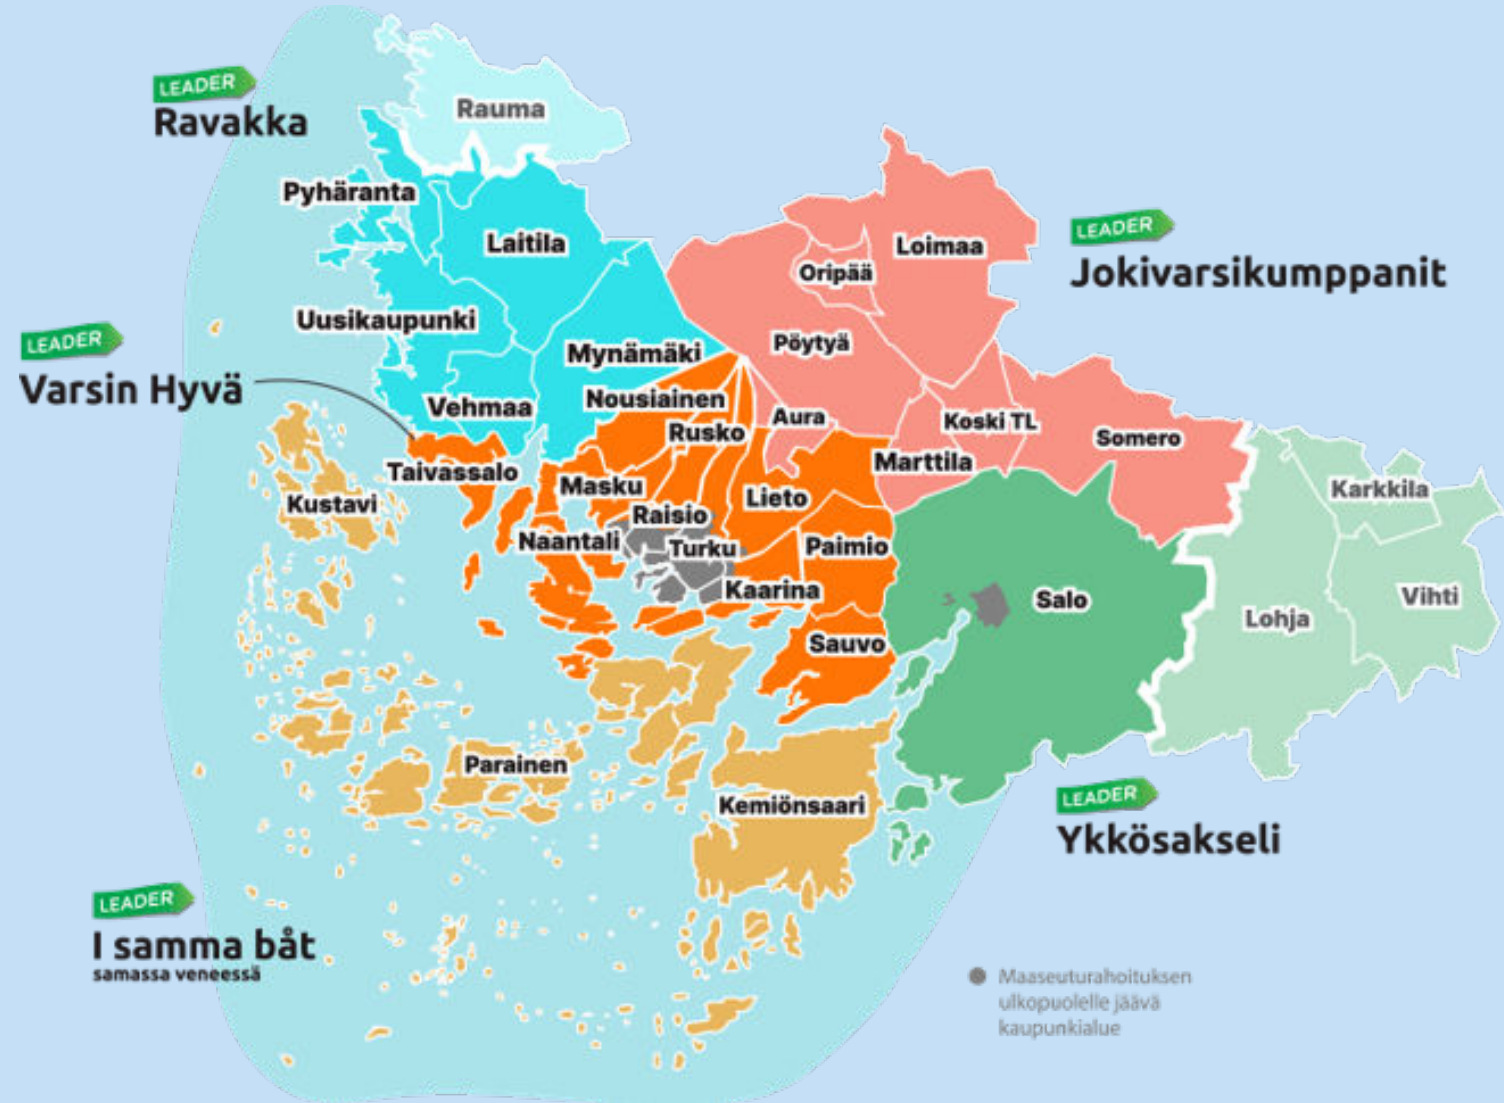 LEADER
Ravakka
Rauma
Pyhäranta
Laitila
Loimaa
LEADER
Jokivarsikumppanit
Oripää
Uusikaupunki
LEADER
Varsin Hyvä
Mynämäki
Pöytyä
Nousiainen
Vehmaa
Aura
Koski TL
Rusko
Somero
Taivassalo
Marttila
Masku
Lieto
Karkkila
Kustavi
Raisio
Naantali
Turku
Paimio
Kaarina
Salo
Vihti
Lohja
Sauvo
Parainen
Kemiönsaari
LEADER
Ykkösakseli
LEADER
I samma båt
samassa veneessä
Maaseuturahoituksen
ulkopuolelle jäävä
kaupunkialue